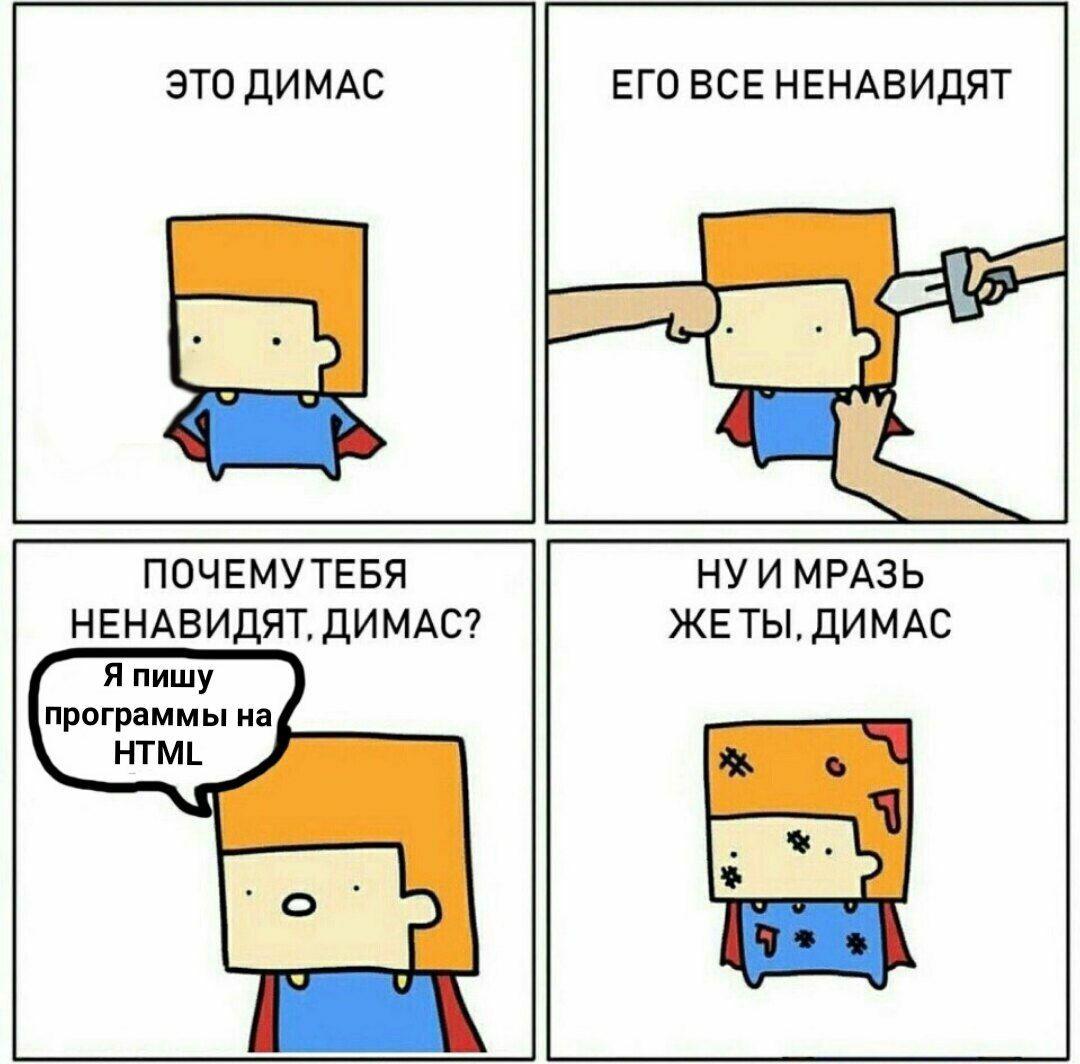 ЭТО ДИМАС
ЕГО ВСЕ НЕНАВИДЯТ
ПОЧЕМУ ТЕБЯ
НЕНАВИДЯТ, ДИМАС?
Я пишу
программы на
HTML
НУ И МРАЗЬ
ЖЕ ТЫ, ДИМАС